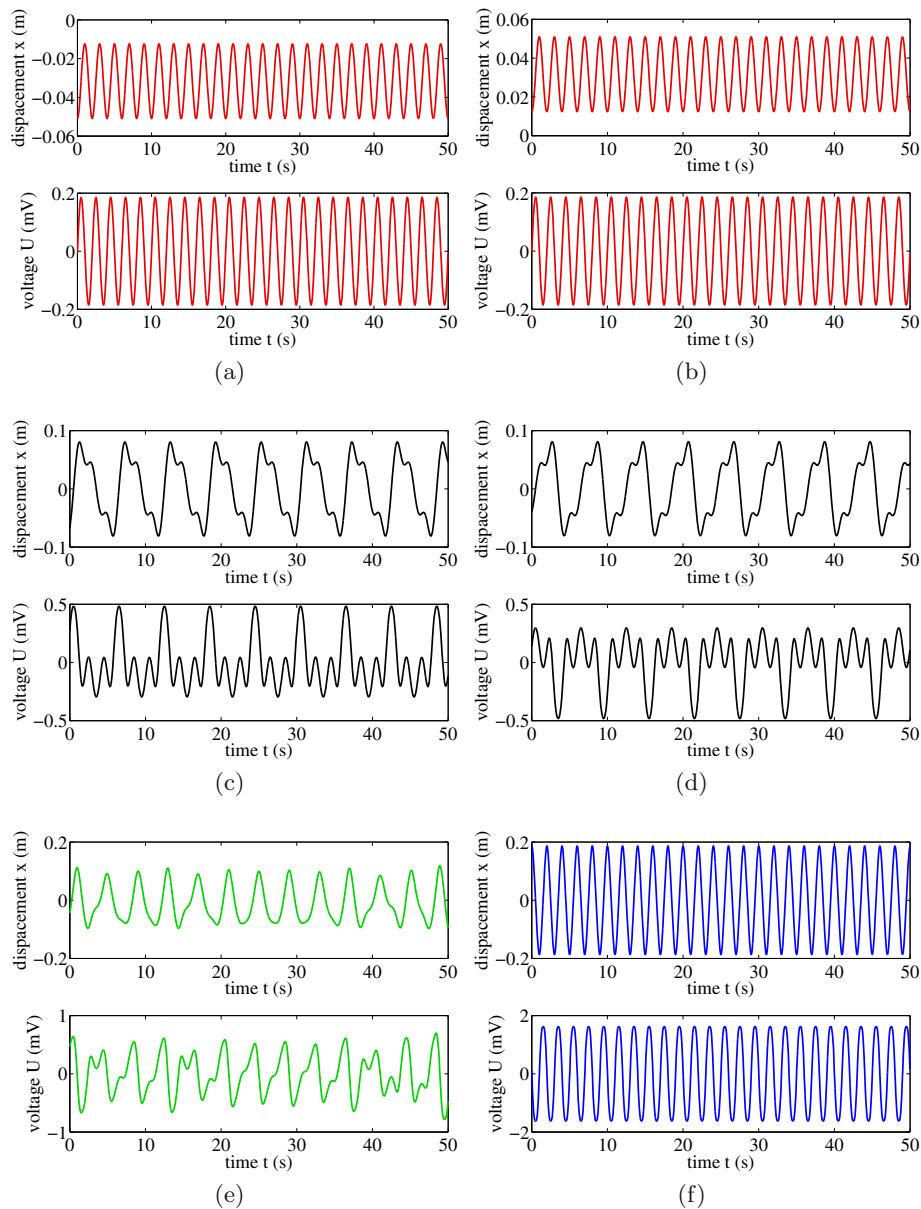 dispacement x (m)
0
−0.02
−0.04
−0.06
0 10 20 30 40 50
time t (s)
voltage U (mV)
0.2
0
−0.2
0 10 20 30 40 50
time t (s)
(a)
dispacement x (m)
0.06
0.04
0.02
0
0 10 20 30 40 50
time t (s)
voltage U (mV)
0.2
0
−0.2
0 10 20 30 40 50
time t (s)
(b)
dispacement x (m)
0.1
0
−0.1
0 10 20 30 40 50
time t (s)
voltage U (mV)
0.5
0
−0.5
0 10 20 30 40 50
time t (s)
(c)
dispacement x (m)
0.1
0
−0.1
0 10 20 30 40 50
time t (s)
voltage U (mV)
0.5
0
−0.5
0 10 20 30 40 50
time t (s)
(d)
dispacement x (m)
0.2
0
−0.2
0 10 20 30 40 50
time t (s)
voltage U (mV)
1
0
−1
0 10 20 30 40 50
time t (s)
(e)
dispacement x (m)
0.2
0
−0.2
0 10 20 30 40 50
time t (s)
voltage U (mV)
2
0
−2
0 10 20 30 40 50
time t (s)
(f)